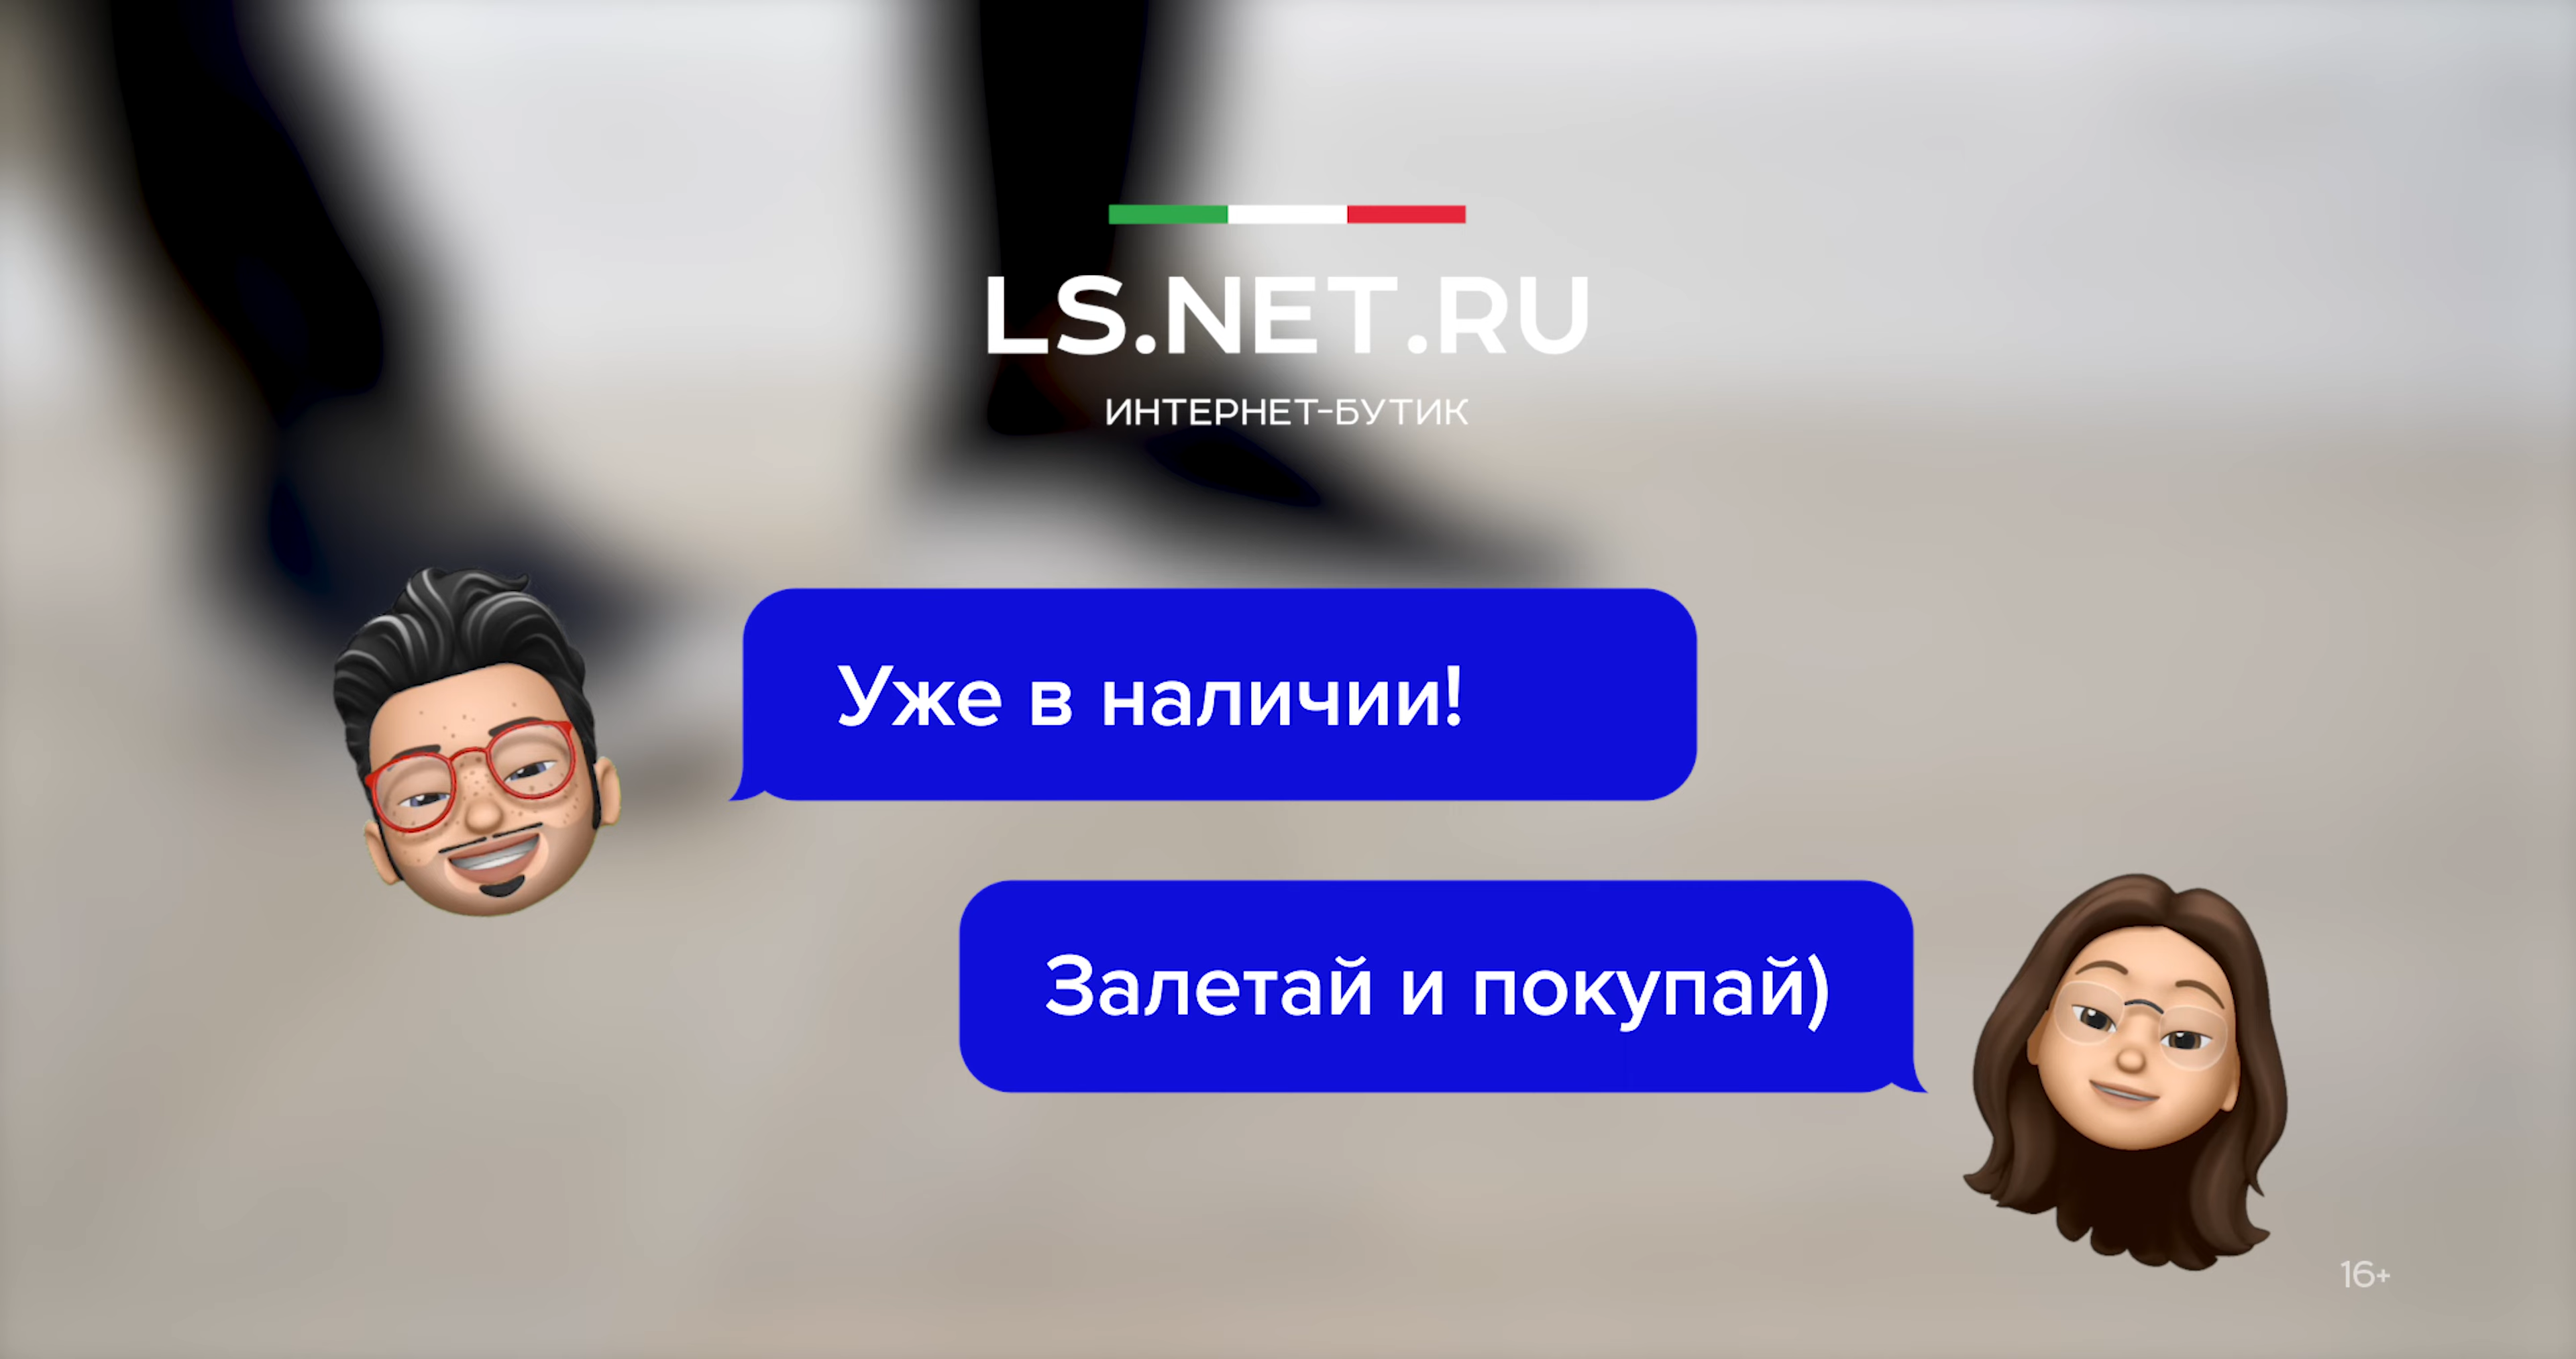 LS.NET.RU
ИНТЕРНЕТ-БУТИК
Уже в наличии!
Залетай и покупай)
16+